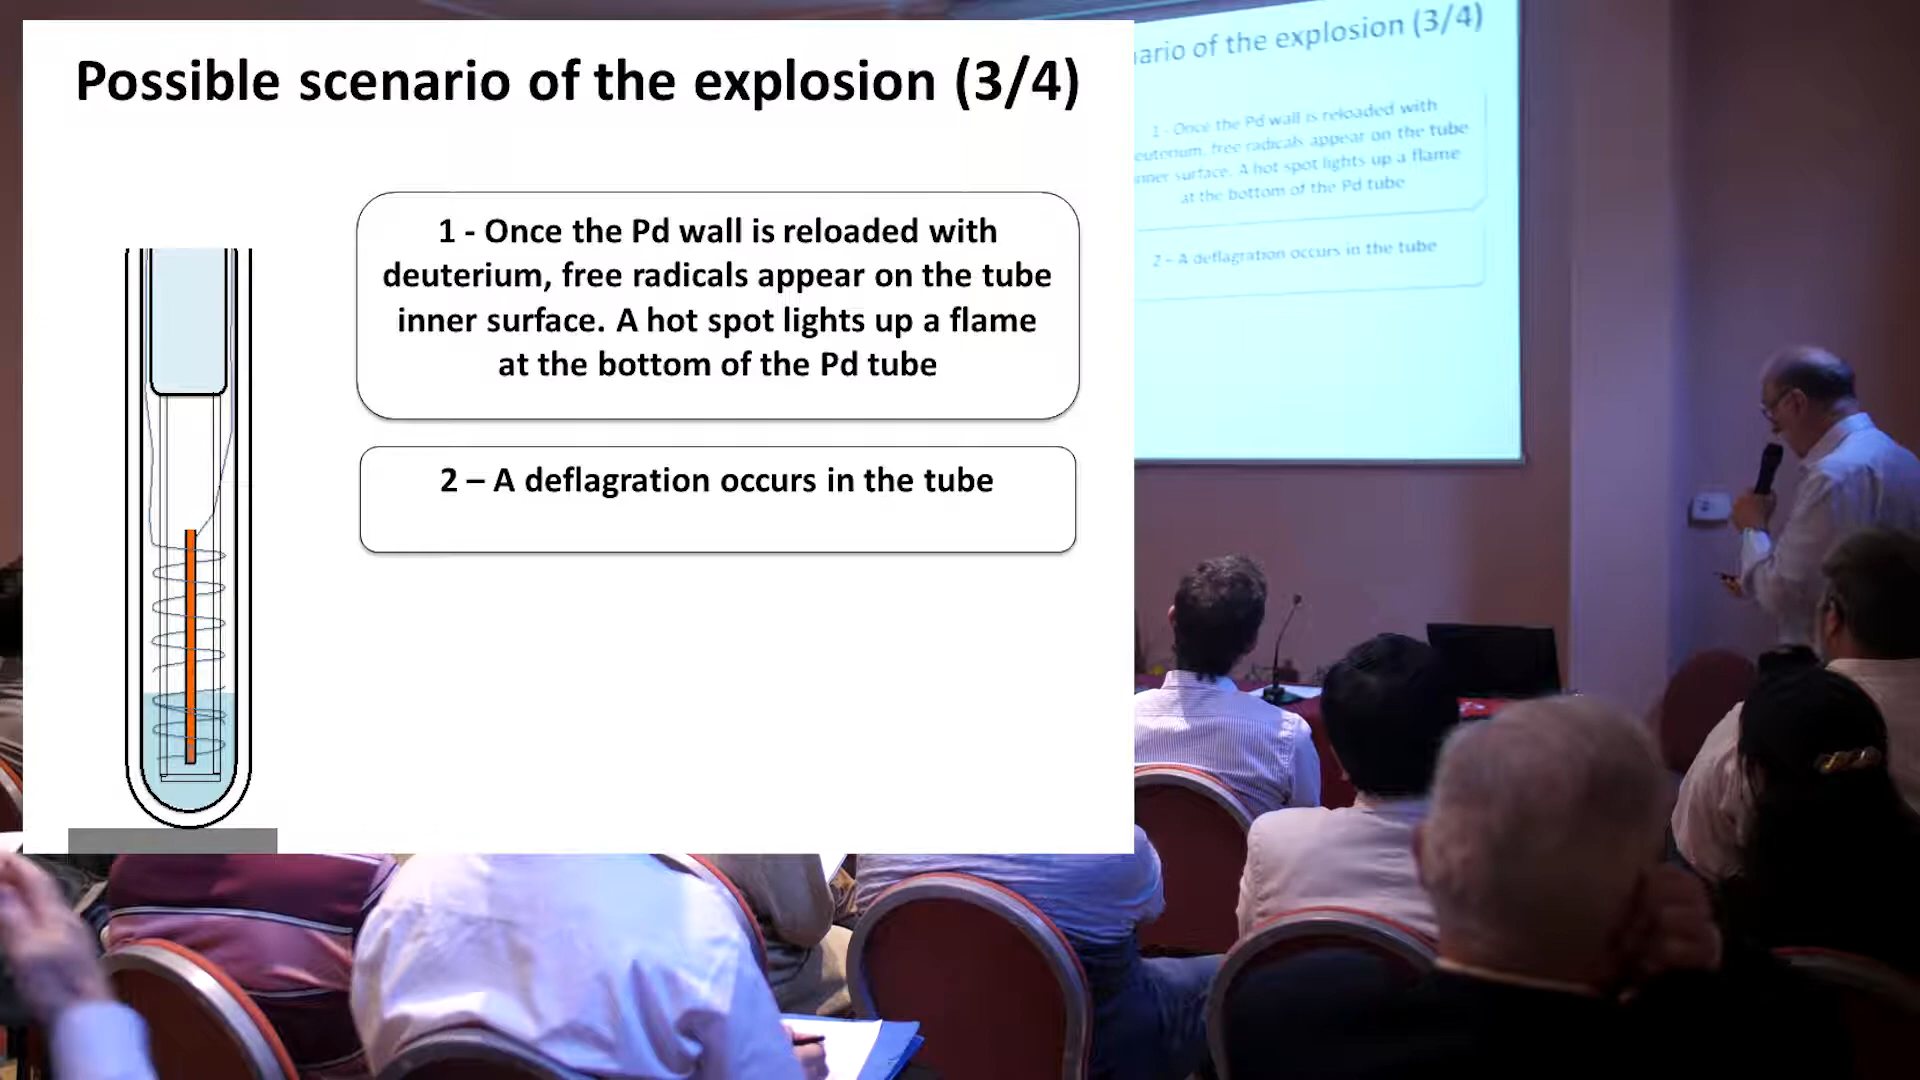 Possible scenario of the explosion (3/4)
1 - Once the Pd wall is reloaded with
deuterium, free radicals appear on the tube
inner surface. A hot spot lights up a flame
at the bottom of the Pd tube
2 – A deflagration occurs in the tube
ario of the explosion (3/4)
1 - Once the Pd wall is reloaded with
euterium, free radicals appear on the tube
nner surface. A hot spot lights up a flame
at the bottom of the Pd tube
2 – A deflagration occurs in the tube